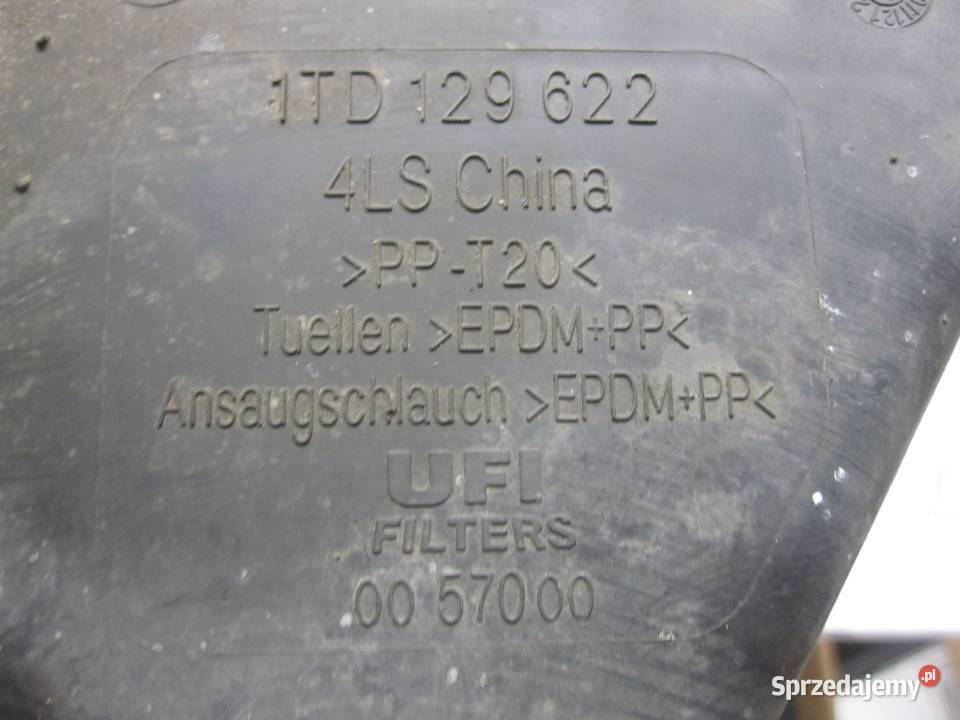 1TD 129 622
4LS China
>PP-T20<
Tuellen >EPDM+PP<
Ansaugschlauch >EPDM+PP<
UFI
FILTERS
00 57000
Sprzedajemy.pl